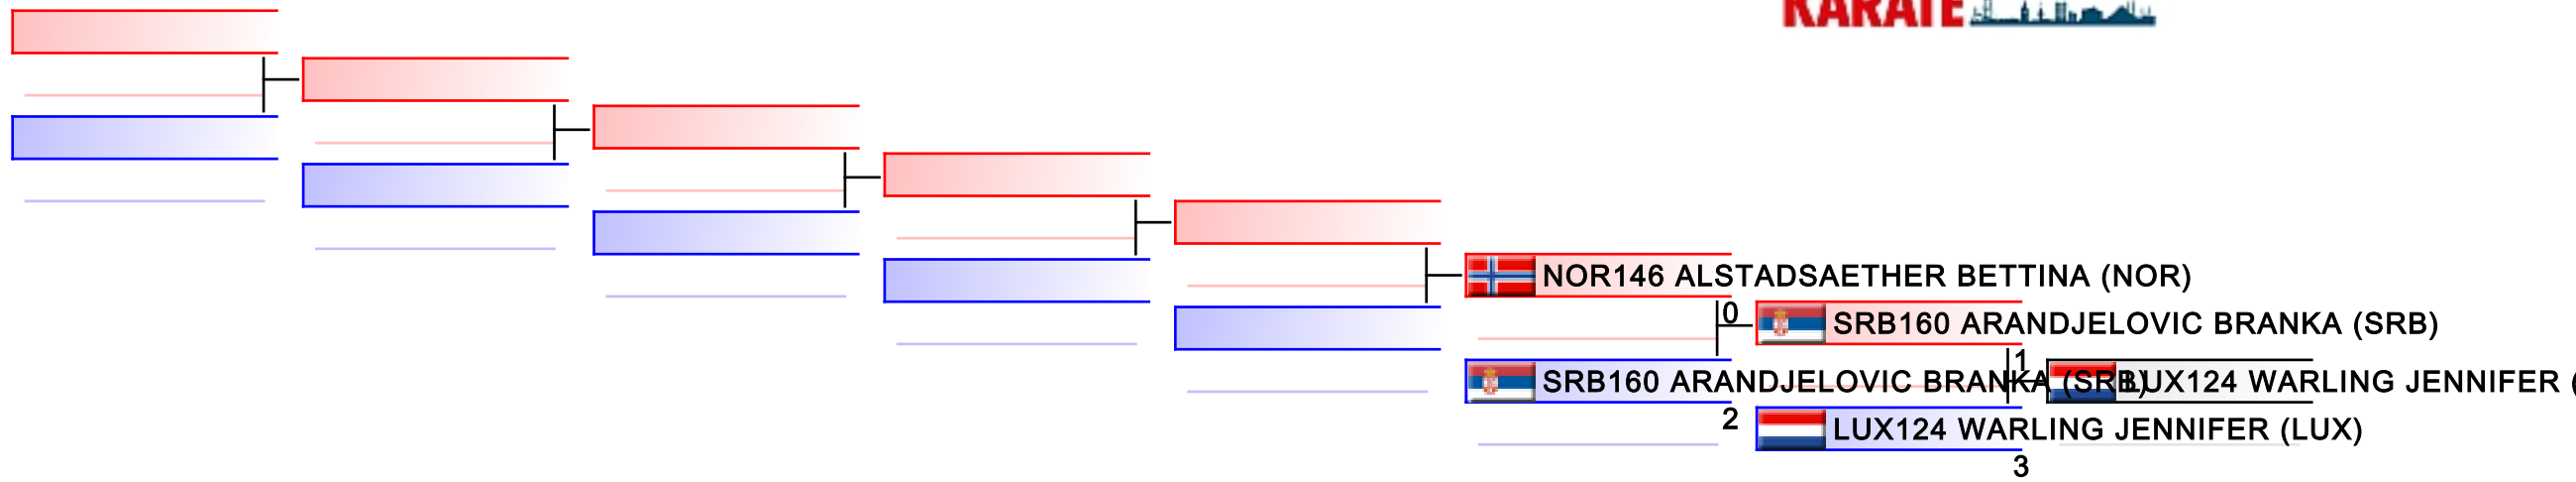 KARATE
NOR146 ALSTADSAETHER BETTINA (NOR)
0
SRB160 ARANDJELOVIC BRANKA (SRB)
1
SRB160 ARANDJELOVIC BRANKA (SRB)
LUX124 WARLING JENNIFER (
2
LUX124 WARLING JENNIFER (LUX)
3